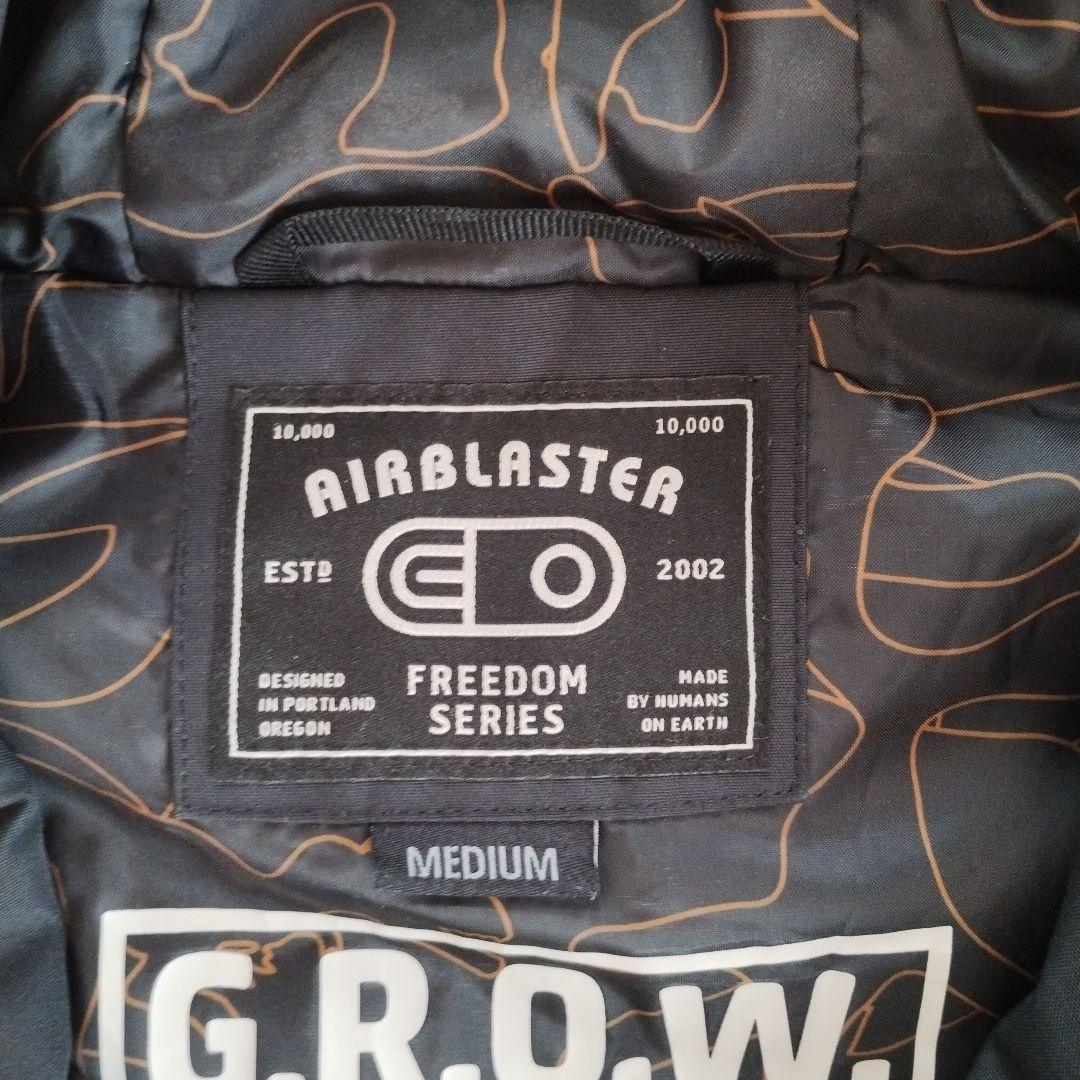 10,000 10,000
AIRBLASTER
ESTD 2002
DESIGNED
IN PORTLAND
OREGON
FREEDOM
SERIES
MADE
BY HUMANS
ON EARTH
MEDIUM
G.R.O.W.